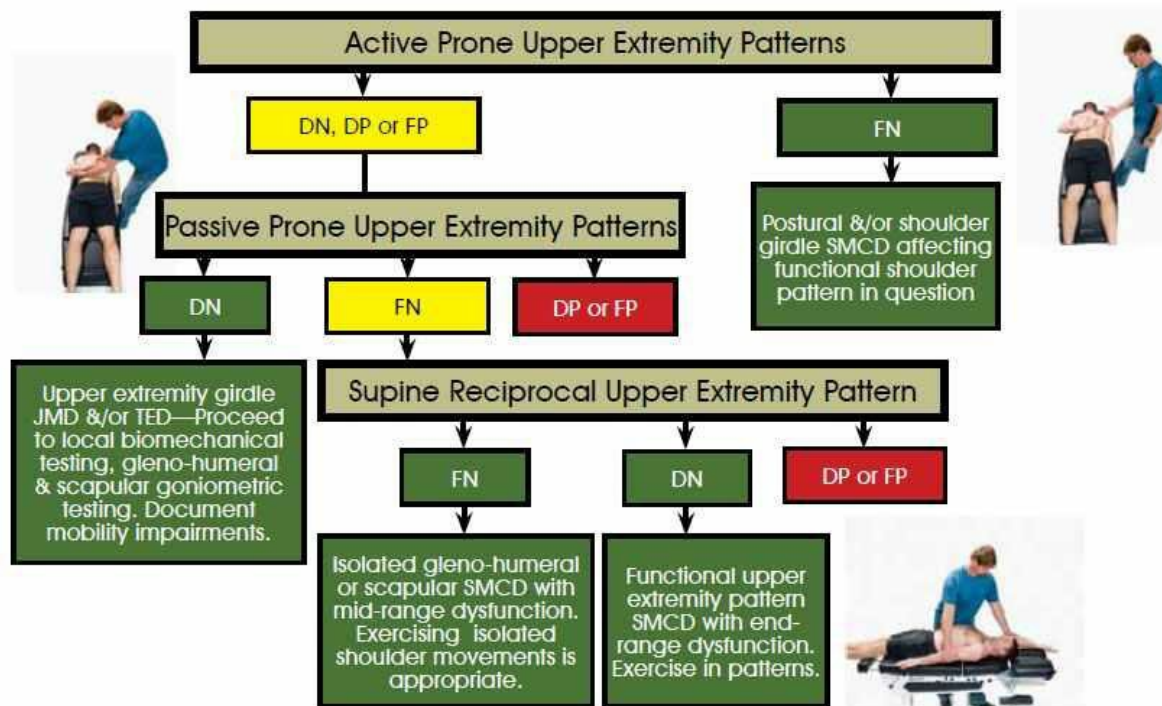 Active Prone Upper Extremity Patterns
DN, DP or FP
FN
Passive Prone Upper Extremity Patterns
Postural &/or shoulder
girdle SMCD affecting
functional shoulder
pattern in question
DN
FN
DP or FP
Upper extremity girdle
JMD &/or TED—Proceed
to local biomechanical
testing, gleno-humeral
& scapular goniometric
testing. Document
mobility impairments.
Supine Reciprocal Upper Extremity Pattern
FN
DN
DP or FP
Isolated gleno-humeral
or scapular SMCD with
mid-range dysfunction.
Exercising isolated
shoulder movements is
appropriate.
Functional upper
extremity pattern
SMCD with end-
range dysfunction.
Exercise in patterns.